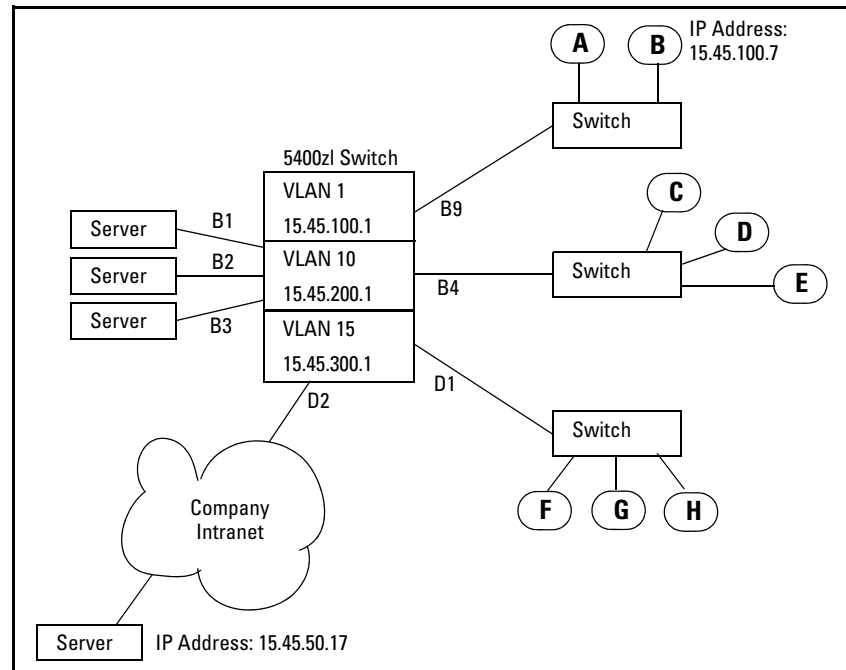 A
B
IP Address:
15.45.100.7
Switch
5400zl Switch
VLAN 1
15.45.100.1
B9
C
Server
B1
D
VLAN 10
Server
B2
15.45.200.1
B4
Switch
E
Server
B3
VLAN 15
15.45.300.1
D1
D2
Switch
Company
Intranet
F
G
H
Server
IP Address: 15.45.50.17